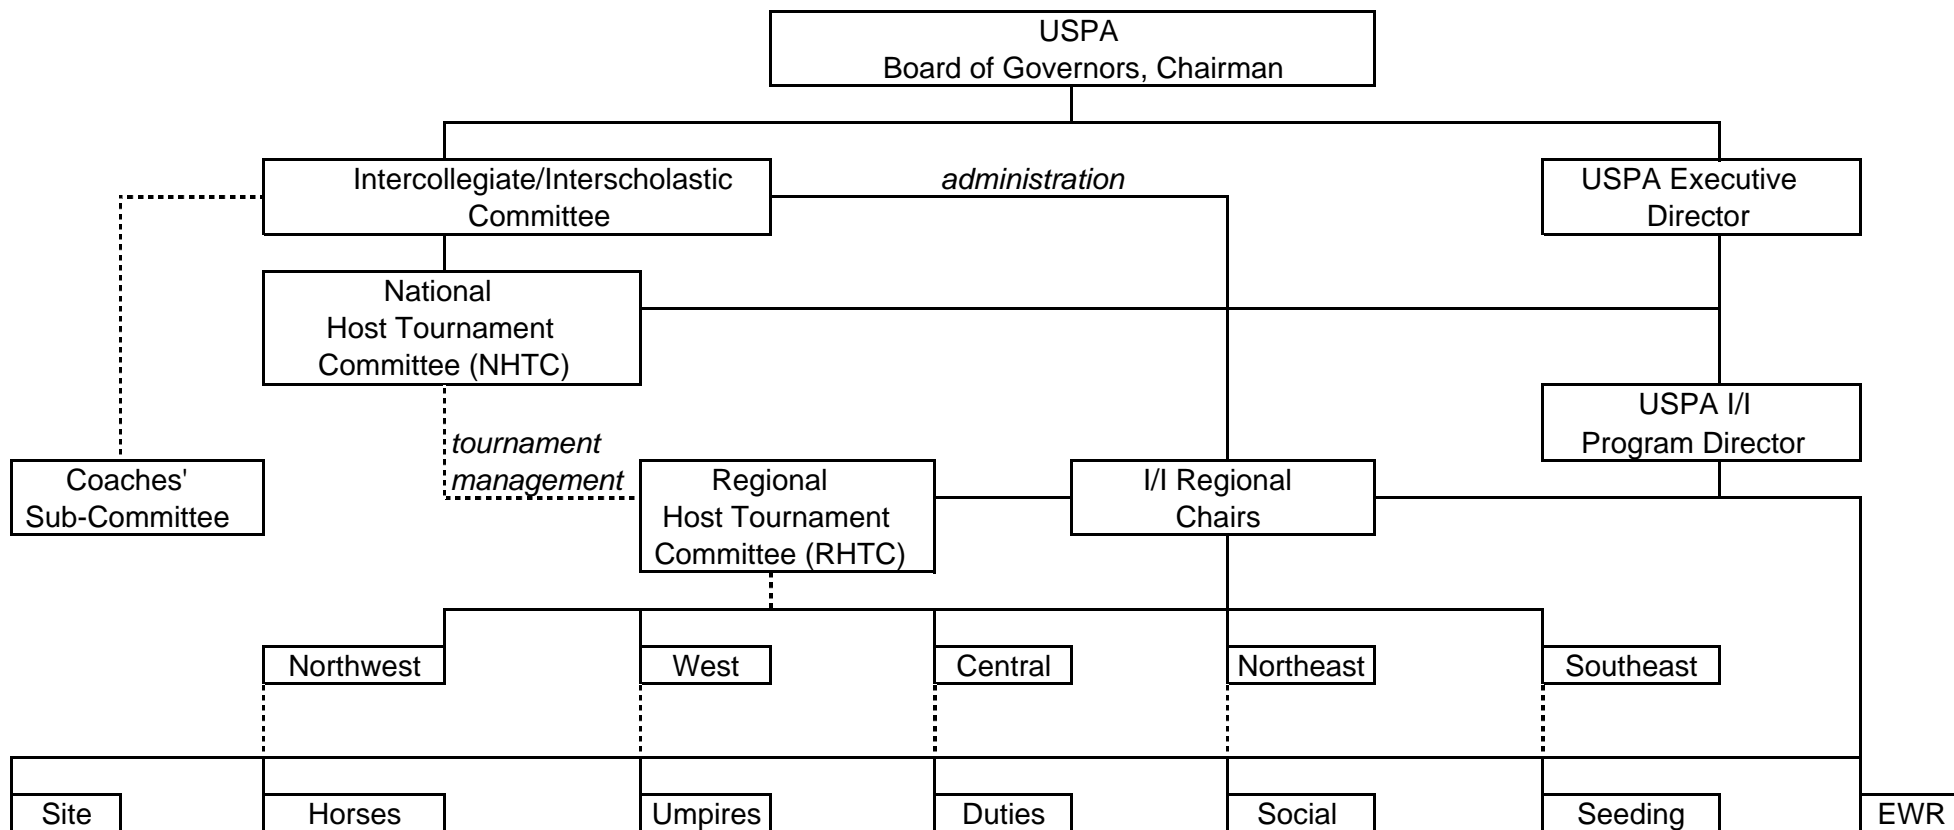 USPA
Board of Governors, Chairman
Intercollegiate/Interscholastic
Committee
administration
USPA Executive
Director
National
Host Tournament
Committee (NHTC)
USPA I/I
Program Director
tournament
management
Coaches'
Sub-Committee
Regional
Host Tournament
Committee (RHTC)
I/I Regional
Chairs
Northwest
West
Central
Northeast
Southeast
Site
Horses
Umpires
Duties
Social
Seeding
EWR